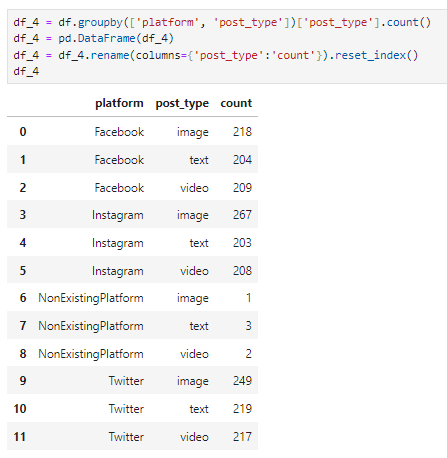 df_4 = df.groupby(['platform', 'post_type'])['post_type'].count()
df_4 = pd.DataFrame(df_4)
df_4 = df_4.rename(columns={'post_type':'count'}).reset_index()
df_4
platform post_type count
0 Facebook image 218
1 Facebook text 204
2 Facebook video 209
3 Instagram image 267
4 Instagram text 203
5 Instagram video 208
6 NonExistingPlatform image 1
7 NonExistingPlatform text 3
8 NonExistingPlatform video 2
9 Twitter image 249
10 Twitter text 219
11 Twitter video 217